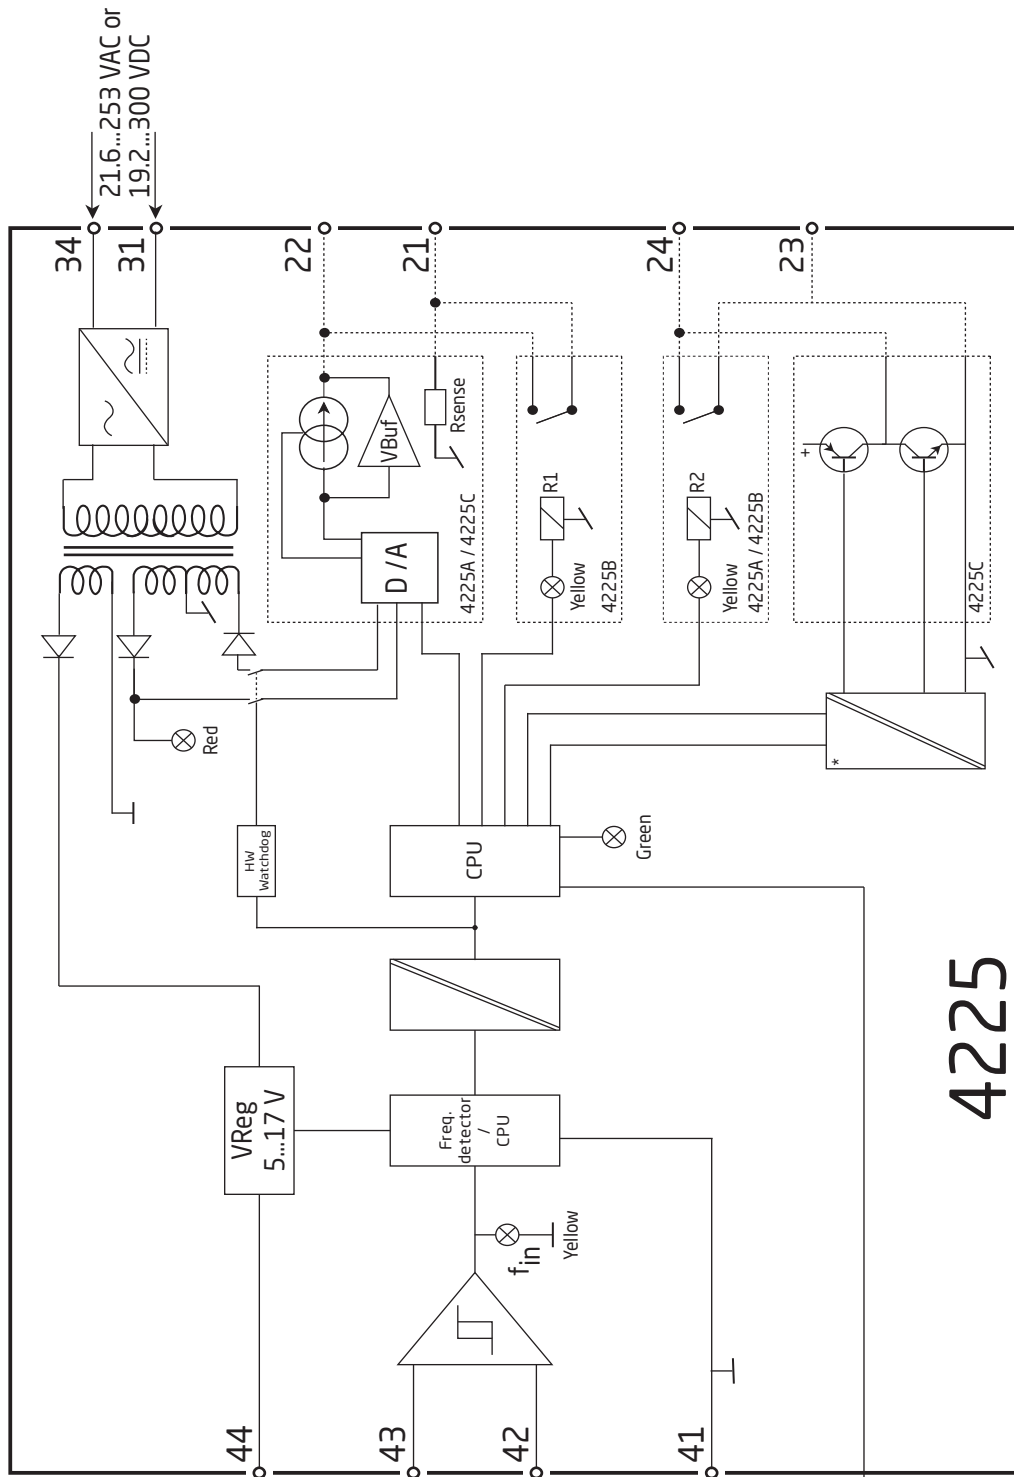 21.6...253 VAC or
19.2...300 VDC
34
31
22
21
24
23
VBuf
Rsense
D /A
4225A / 4225C
R1
Yellow
4225B
R2
Yellow
4225A / 4225B
+
4225C
Red
*
HW
Watchdog
CPU
Green
VReg
5...17 V
Freq.
detector
/
CPU
fin
Yellow
44
43
42
41
4225